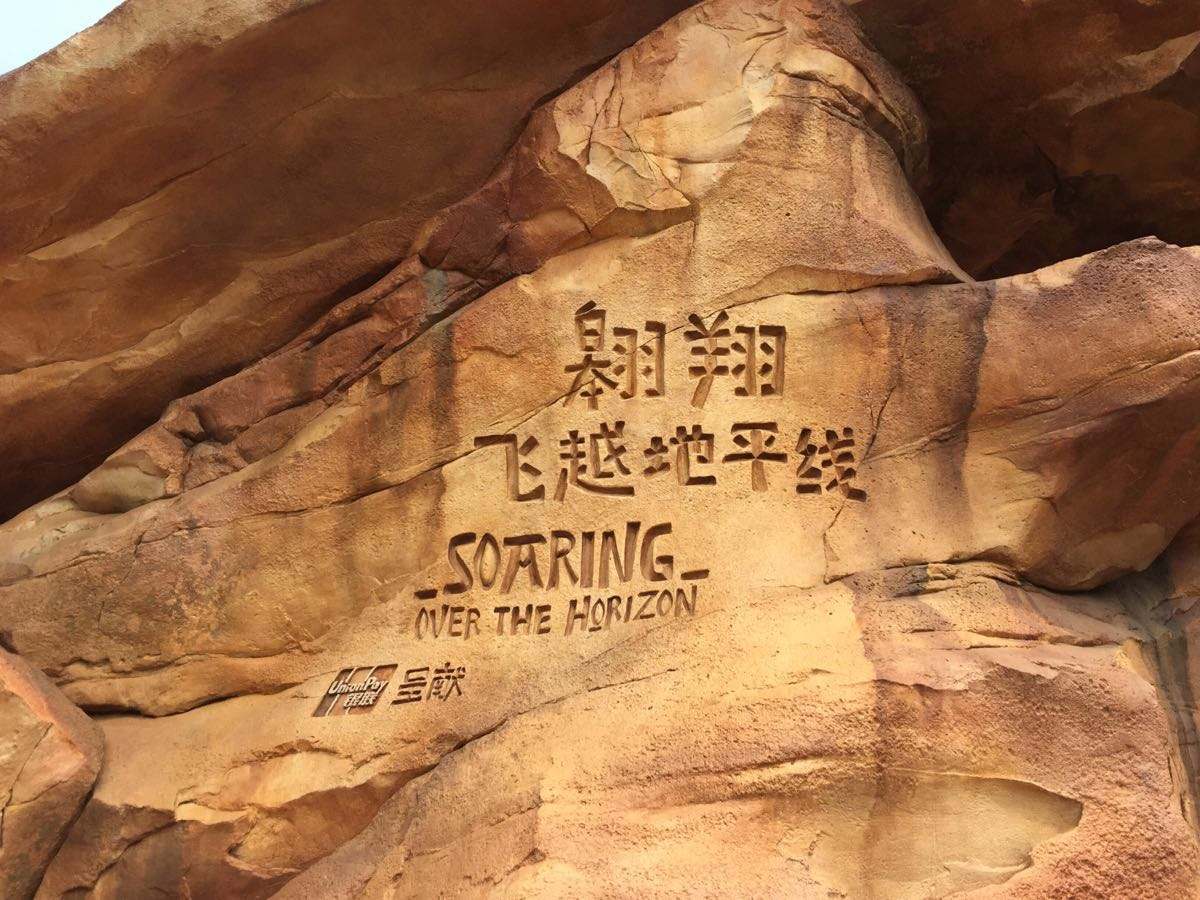 翱翔
飞越地平线
SOARING
OVER THE HORIZON
UnionPay
银联
呈献